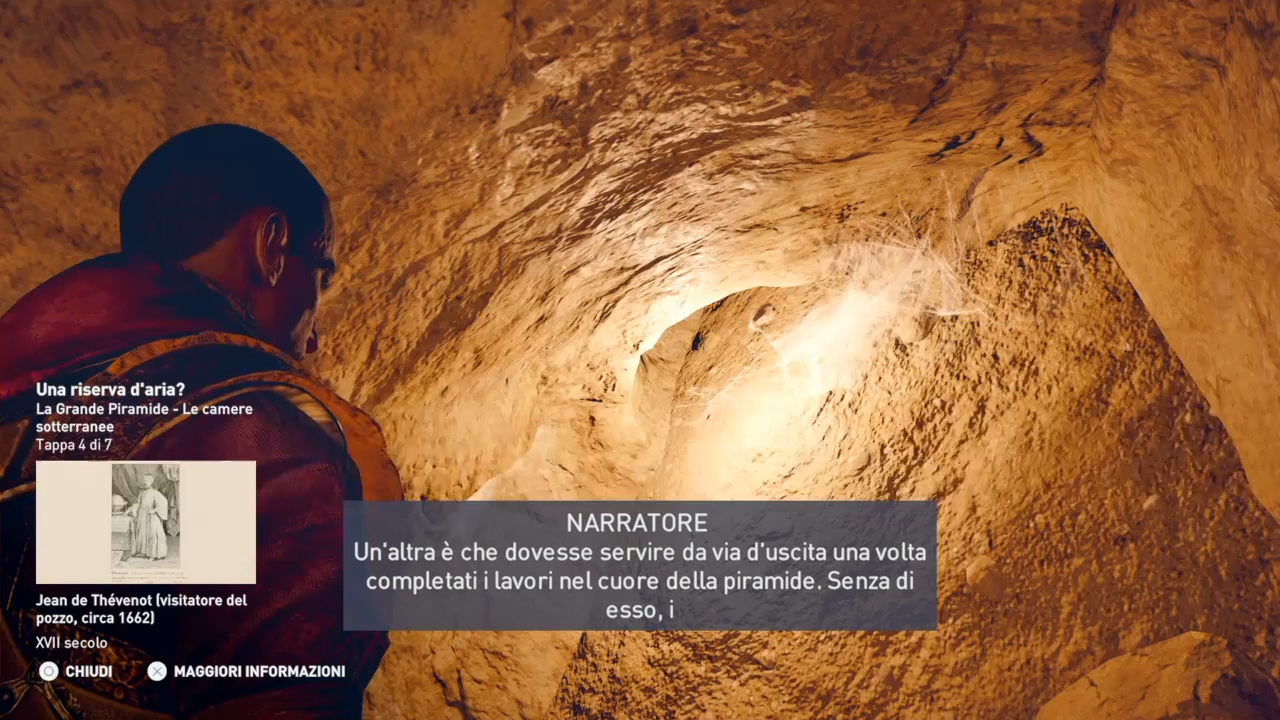 Una riserva d'aria?
La Grande Piramide - Le camere
sotterranee
Tappa 4 di 7
Jean de Thévenot (visitatore del
pozzo, circa 1662)
XVII secolo
CHIUDI
MAGGIORI INFORMAZIONI
NARRATORE
Un'altra è che dovesse servire da via d'uscita una volta
completati i lavori nel cuore della piramide. Senza di
esso, i